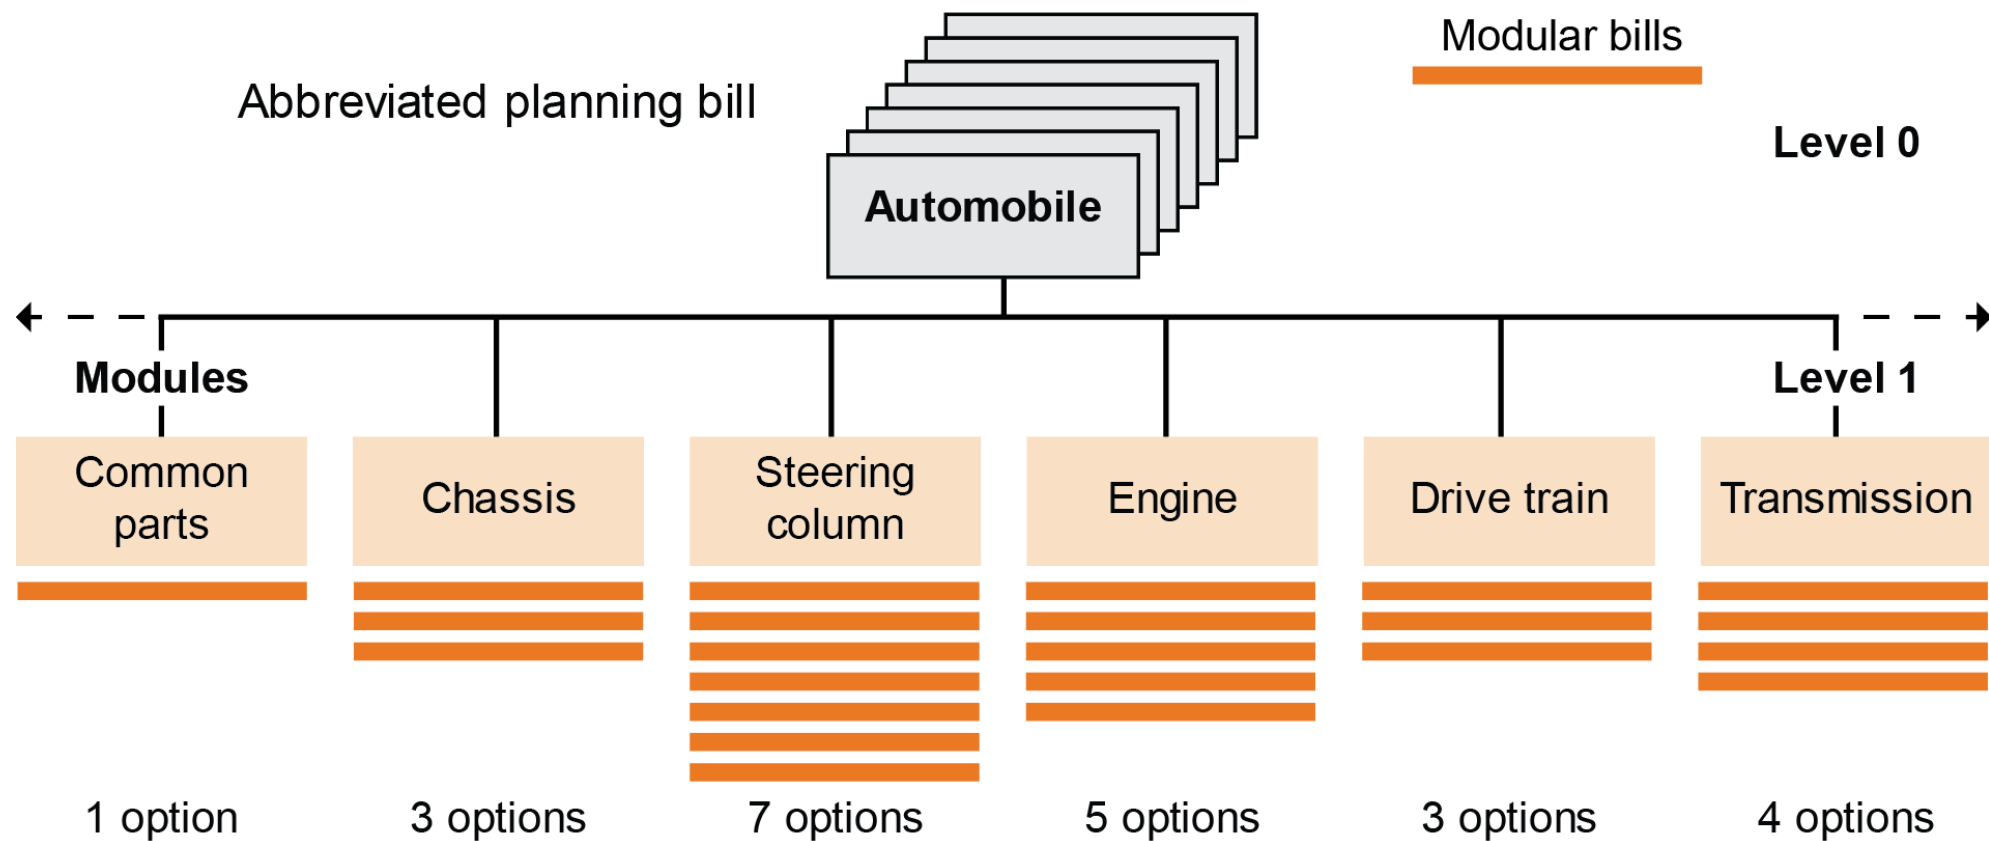 Modular bills
Abbreviated planning bill
Level 0
Automobile
Modules
Level 1
Common
parts
Chassis
Steering
column
Engine
Drive train
Transmission
1 option
3 options
7 options
5 options
3 options
4 options